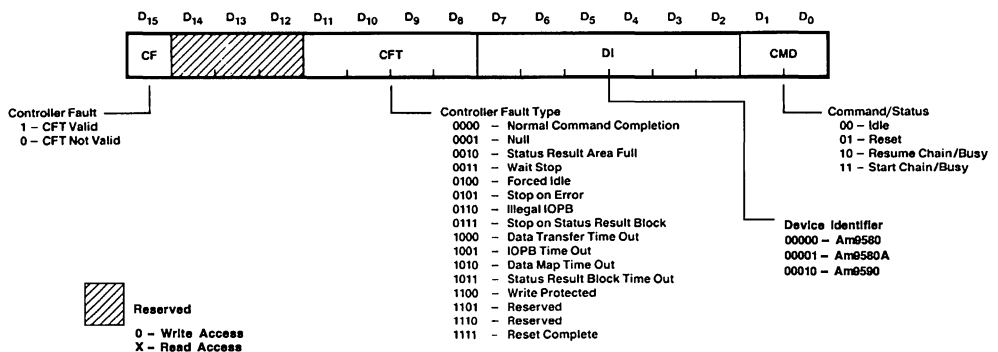 D15 D14 D13 D12 D11 D10 D9 D8 D7 D6 D5 D4 D3 D2 D1 D0
CF CFT DI CMD
Controller Fault
1 – CFT Valid
0 – CFT Not Valid
Controller Fault Type
0000 – Normal Command Completion
0001 – Null
0010 – Status Result Area Full
0011 – Wait Stop
0100 – Forced Idle
0101 – Stop on Error
0110 – Illegal IOPB
0111 – Stop on Status Result Block
1000 – Data Transfer Time Out
1001 – IOPB Time Out
1010 – Data Map Time Out
1011 – Status Result Block Time Out
1100 – Write Protected
1101 – Reserved
1110 – Reserved
1111 – Reset Complete
Command/Status
00 – Idle
01 – Reset
10 – Resume Chain/Busy
11 – Start Chain/Busy
Device Identifier
00000 – Am9580
00001 – Am9580A
00010 – Am9590
Reserved
0 – Write Access
X – Read Access